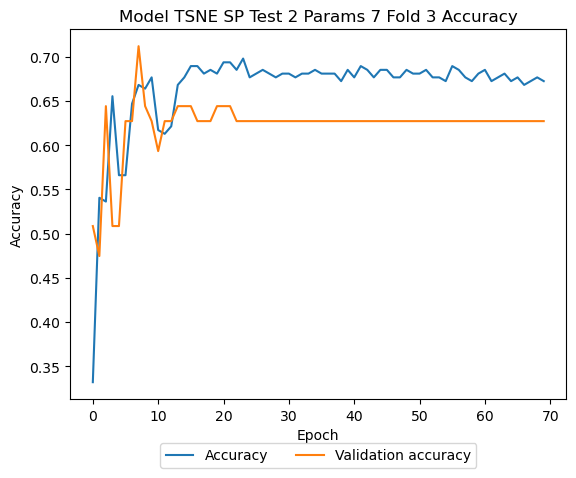 Model TSNE SP Test 2 Params 7 Fold 3 Accuracy
Accuracy
0.70
0.65
0.60
0.55
0.50
0.45
0.40
0.35
0 10 20 30 40 50 60 70
Epoch
Accuracy Validation accuracy